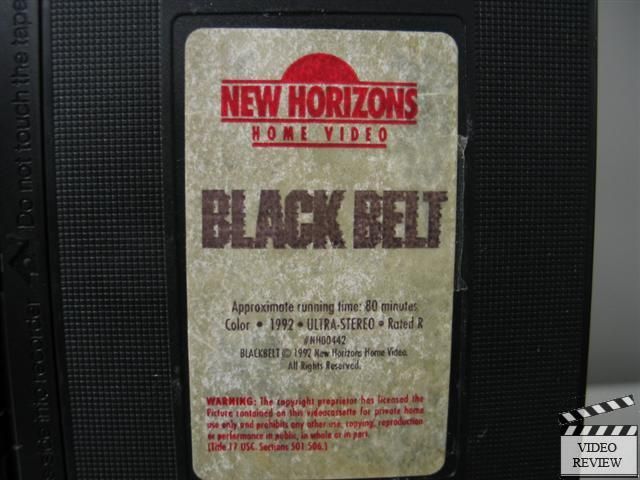 NEW HORIZONS
HOME VIDEO
BLACK BELT
Approximate running time: 80 minutes
Color • 1992 • ULTRA-STEREO • Rated R
#NH00442
BLACKBELT © 1992 New Horizons Home Video.
All Rights Reserved.
WARNING: The copyright proprietor has licensed the
Picture contained on this videocassette for private home
use only and prohibits any other use, copying, reproduction
or performance in public, in whole or in part.
(Title 17 USC. Sections 501 506.)
Do not touch the tape
recorder
VIDEO
REVIEW